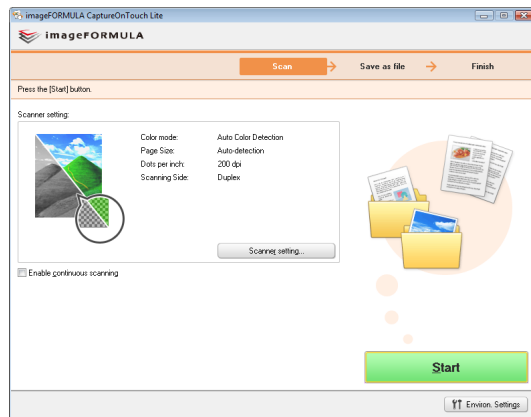 imageFORMULA CaptureOnTouch Lite
imageFORMULA
Scan
Save as file
Finish
Press the [Start] button.
Scanner setting:
Color mode: Auto Color Detection
Page Size: Auto-detection
Dots per inch: 200 dpi
Scanning Side: Duplex
Scanner setting...
Enable continuous scanning
Start
Environ. Settings